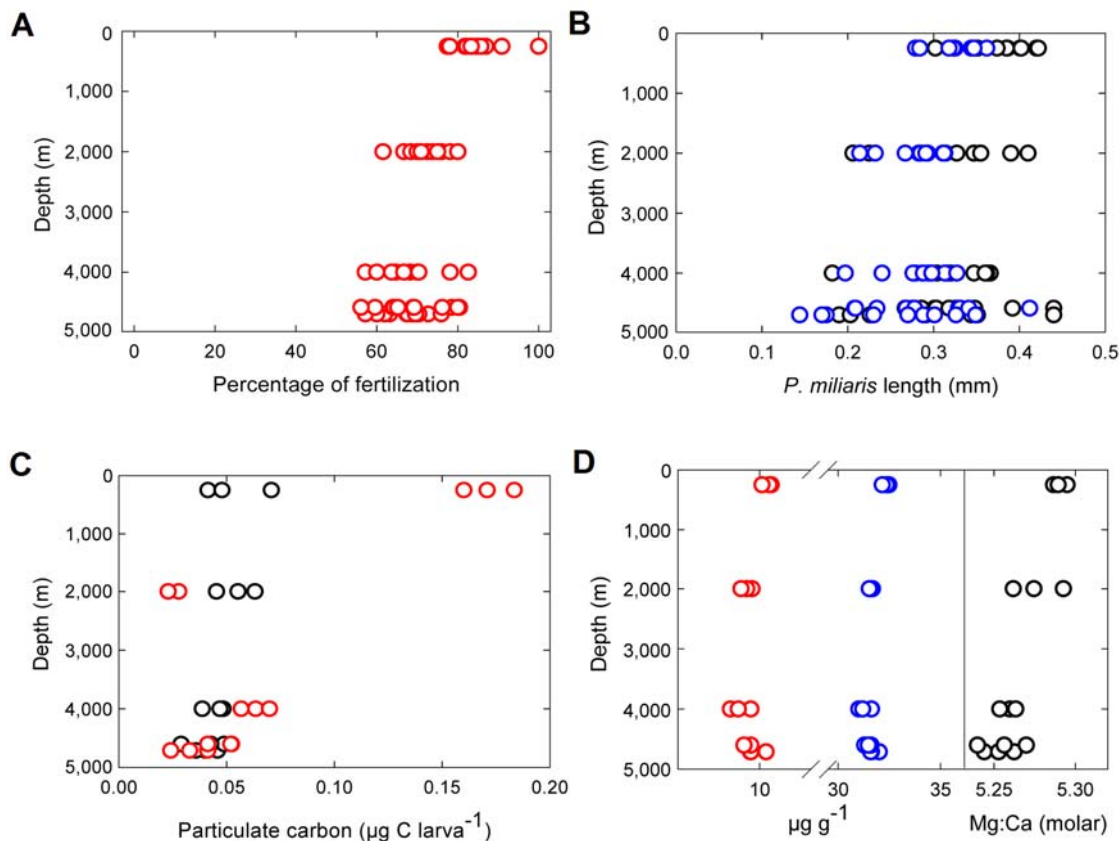 A
0
1,000
2,000
3,000
4,000
5,000
Depth (m)
0 20 40 60 80 100
Percentage of fertilization
B
0
1,000
2,000
3,000
4,000
5,000
Depth (m)
0.0 0.1 0.2 0.3 0.4 0.5
P. miliaris length (mm)
C
0
1,000
2,000
3,000
4,000
5,000
Depth (m)
0.00 0.05 0.10 0.15 0.20
Particulate carbon (µg C larva⁻¹)
D
0
1,000
2,000
3,000
4,000
5,000
Depth (m)
10 30 35 5.25 5.30
µg g⁻¹ Mg:Ca (molar)